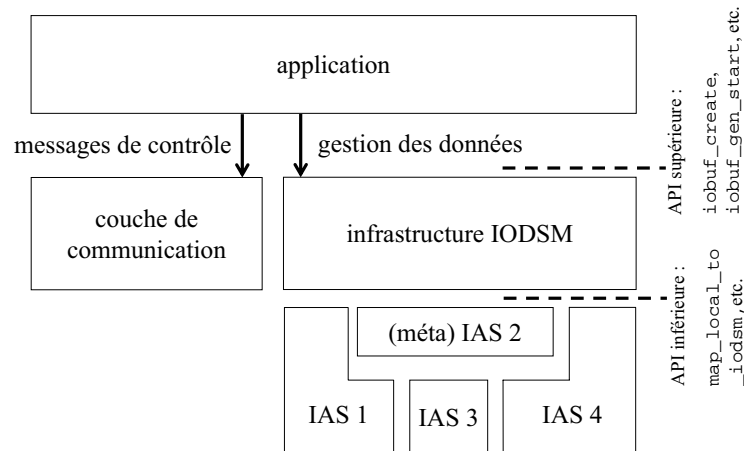 application
messages de contrôle
gestion des données
couche de
communication
infrastructure IODSM
(méta) IAS 2
IAS 1
IAS 3
IAS 4
API supérieure :
iobuf_create,
iobuf_gen_start, etc.
API inférieure :
map_local_to
_iodsm, etc.